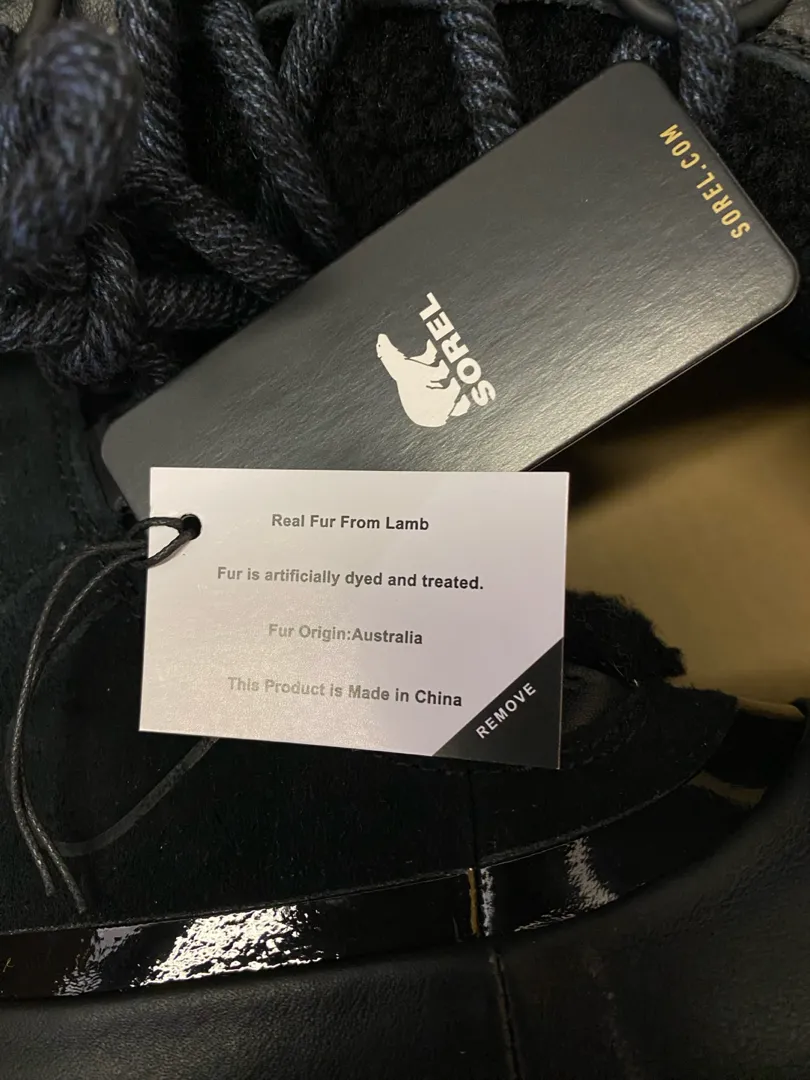 SOREL.COM
SOREL
Real Fur From Lamb
Fur is artificially dyed and treated.
Fur Origin:Australia
This Product is Made in China
REMOVE